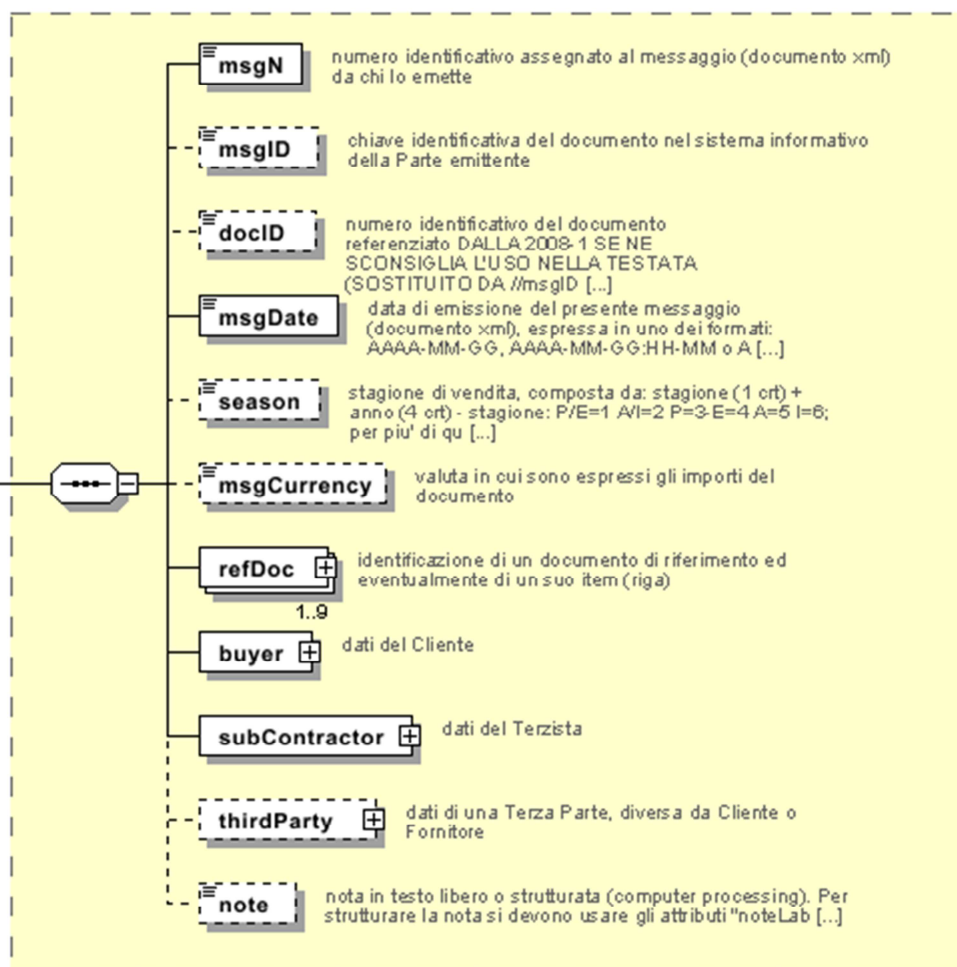 msgN
numero identificativo assegnato al messaggio (documento xml)
da chi lo emette
msgID
chiave identificativa del documento nel sistema informativo
della Parte emittente
docID
numero identificativo del documento
referenziato DALLA 2008-1 SE NE
SCONSIGLIA L'USO NELLA TESTATA
(SOSTITUITO DA //msgID [...]
msgDate
data di emissione del presente messaggio
(documento xml), espressa in uno dei formati:
AAAA-MM-GG, AAAA-MM-GG:HH-MM o A [...]
season
stagione di vendita, composta da: stagione (1 crt) +
anno (4 crt) - stagione: P/E=1 A/I=2 P=3-E=4 A=5 I=6;
per piu' di qu [...]
msgCurrency
valuta in cui sono espressi gli importi del
documento
refDoc
identificazione di un documento di riferimento ed
eventualmente di un suo item (riga)
1..9
buyer
dati del Cliente
subContractor
dati del Terzista
thirdParty
dati di una Terza Parte, diversa da Cliente o
Fornitore
note
nota in testo libero o strutturata (computer processing). Per
strutturare la nota si devono usare gli attributi "noteLab [...]